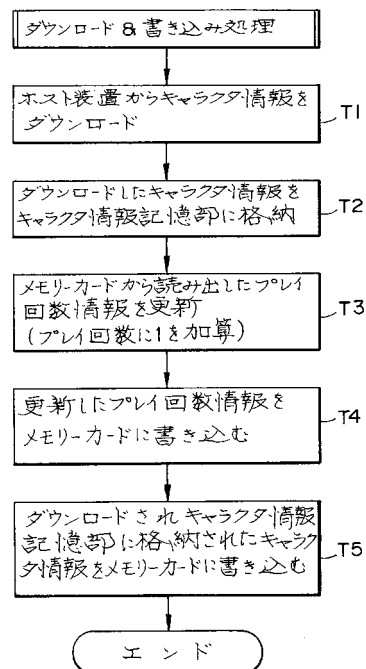 ダウンロード & 書き込み処理
ホスト装置からキャラクタ情報を
ダウンロード
T1
ダウンロードしたキャラクタ情報を
キャラクタ情報記憶部に格納
T2
メモリーカードから読み出したプレイ
回数情報を更新
(プレイ回数に1を加算)
T3
更新したプレイ回数情報を
メモリーカードに書き込む
T4
ダウンロードされキャラクタ情報
記憶部に格納されたキャラク
タ情報をメモリーカードに書き込む
T5
エンド